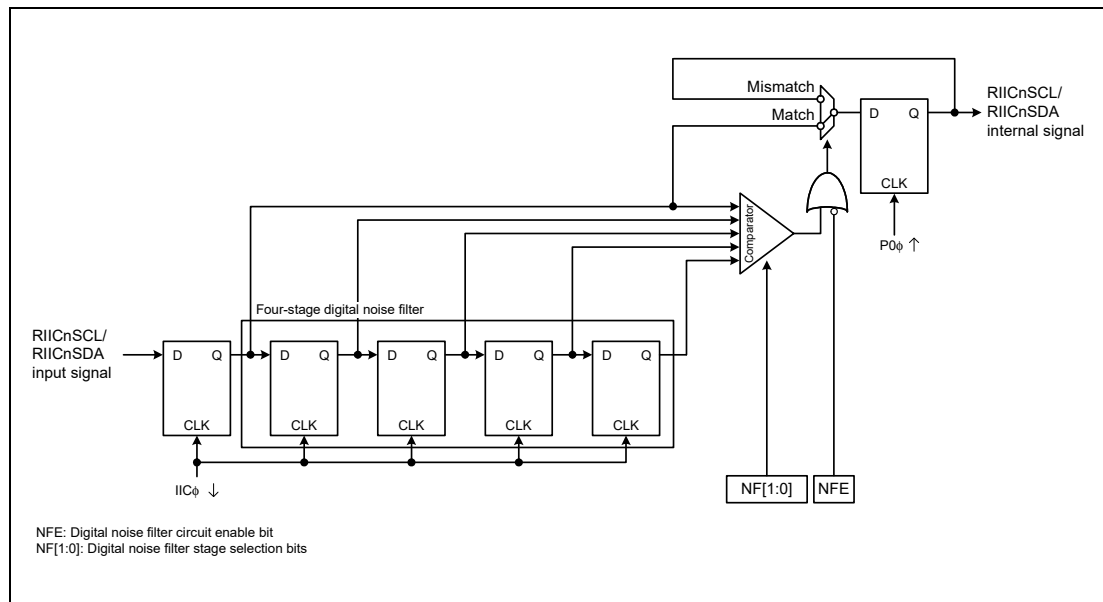 Mismatch
Match
D Q
CLK
RIICnSCL/
RIICnSDA
internal signal
P0ϕ ↑
Comparator
Four-stage digital noise filter
RIICnSCL/
RIICnSDA
input signal
D Q D Q D Q D Q D Q
CLK CLK CLK CLK CLK
IICϕ ↓
NF[1:0] NFE
NFE: Digital noise filter circuit enable bit
NF[1:0]: Digital noise filter stage selection bits